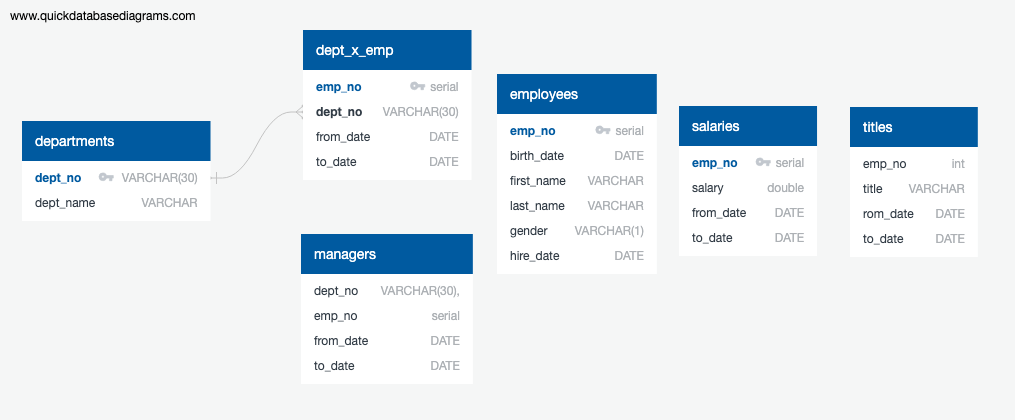 www.quickdatabasediagrams.com
departments
dept_no VARCHAR(30)
dept_name VARCHAR
dept_x_emp
emp_no serial
dept_no VARCHAR(30)
from_date DATE
to_date DATE
managers
dept_no VARCHAR(30),
emp_no serial
from_date DATE
to_date DATE
employees
emp_no serial
birth_date DATE
first_name VARCHAR
last_name VARCHAR
gender VARCHAR(1)
hire_date DATE
salaries
emp_no serial
salary double
from_date DATE
to_date DATE
titles
emp_no int
title VARCHAR
rom_date DATE
to_date DATE